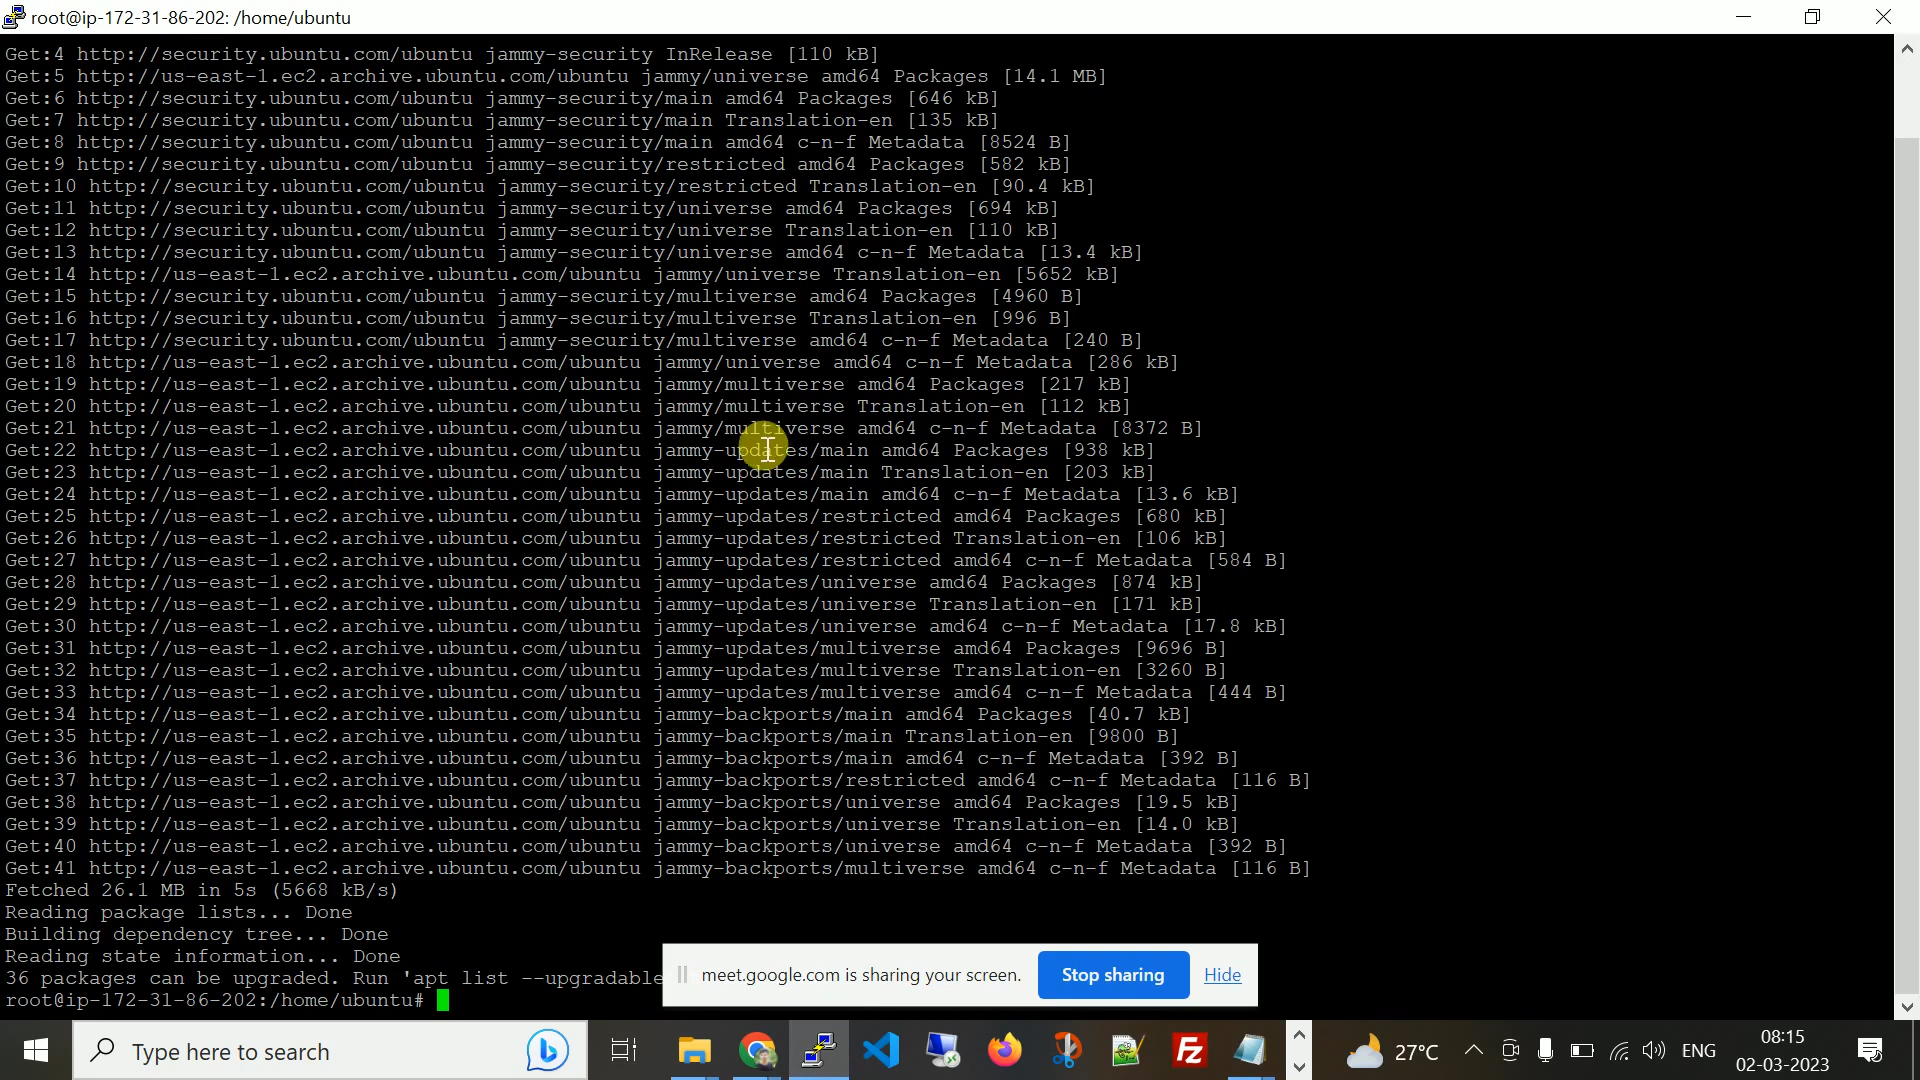 root@ip-172-31-86-202: /home/ubuntu
Get:4 http://security.ubuntu.com/ubuntu jammy-security InRelease [110 kB]
Get:5 http://us-east-1.ec2.archive.ubuntu.com/ubuntu jammy/universe amd64 Packages [14.1 MB]
Get:6 http://security.ubuntu.com/ubuntu jammy-security/main amd64 Packages [646 kB]
Get:7 http://security.ubuntu.com/ubuntu jammy-security/main Translation-en [135 kB]
Get:8 http://security.ubuntu.com/ubuntu jammy-security/main amd64 c-n-f Metadata [8524 B]
Get:9 http://security.ubuntu.com/ubuntu jammy-security/restricted amd64 Packages [582 kB]
Get:10 http://security.ubuntu.com/ubuntu jammy-security/restricted Translation-en [90.4 kB]
Get:11 http://security.ubuntu.com/ubuntu jammy-security/universe amd64 Packages [694 kB]
Get:12 http://security.ubuntu.com/ubuntu jammy-security/universe Translation-en [110 kB]
Get:13 http://security.ubuntu.com/ubuntu jammy-security/universe amd64 c-n-f Metadata [13.4 kB]
Get:14 http://us-east-1.ec2.archive.ubuntu.com/ubuntu jammy/universe Translation-en [5652 kB]
Get:15 http://security.ubuntu.com/ubuntu jammy-security/multiverse amd64 Packages [4960 B]
Get:16 http://security.ubuntu.com/ubuntu jammy-security/multiverse Translation-en [996 B]
Get:17 http://security.ubuntu.com/ubuntu jammy-security/multiverse amd64 c-n-f Metadata [240 B]
Get:18 http://us-east-1.ec2.archive.ubuntu.com/ubuntu jammy/universe amd64 c-n-f Metadata [286 kB]
Get:19 http://us-east-1.ec2.archive.ubuntu.com/ubuntu jammy/multiverse amd64 Packages [217 kB]
Get:20 http://us-east-1.ec2.archive.ubuntu.com/ubuntu jammy/multiverse Translation-en [112 kB]
Get:21 http://us-east-1.ec2.archive.ubuntu.com/ubuntu jammy/multiverse amd64 c-n-f Metadata [8372 B]
Get:22 http://us-east-1.ec2.archive.ubuntu.com/ubuntu jammy-updates/main amd64 Packages [938 kB]
Get:23 http://us-east-1.ec2.archive.ubuntu.com/ubuntu jammy-updates/main Translation-en [203 kB]
Get:24 http://us-east-1.ec2.archive.ubuntu.com/ubuntu jammy-updates/main amd64 c-n-f Metadata [13.6 kB]
Get:25 http://us-east-1.ec2.archive.ubuntu.com/ubuntu jammy-updates/restricted amd64 Packages [680 kB]
Get:26 http://us-east-1.ec2.archive.ubuntu.com/ubuntu jammy-updates/restricted Translation-en [106 kB]
Get:27 http://us-east-1.ec2.archive.ubuntu.com/ubuntu jammy-updates/restricted amd64 c-n-f Metadata [584 B]
Get:28 http://us-east-1.ec2.archive.ubuntu.com/ubuntu jammy-updates/universe amd64 Packages [874 kB]
Get:29 http://us-east-1.ec2.archive.ubuntu.com/ubuntu jammy-updates/universe Translation-en [171 kB]
Get:30 http://us-east-1.ec2.archive.ubuntu.com/ubuntu jammy-updates/universe amd64 c-n-f Metadata [17.8 kB]
Get:31 http://us-east-1.ec2.archive.ubuntu.com/ubuntu jammy-updates/multiverse amd64 Packages [9696 B]
Get:32 http://us-east-1.ec2.archive.ubuntu.com/ubuntu jammy-updates/multiverse Translation-en [3260 B]
Get:33 http://us-east-1.ec2.archive.ubuntu.com/ubuntu jammy-updates/multiverse amd64 c-n-f Metadata [444 B]
Get:34 http://us-east-1.ec2.archive.ubuntu.com/ubuntu jammy-backports/main amd64 Packages [40.7 kB]
Get:35 http://us-east-1.ec2.archive.ubuntu.com/ubuntu jammy-backports/main Translation-en [9800 B]
Get:36 http://us-east-1.ec2.archive.ubuntu.com/ubuntu jammy-backports/main amd64 c-n-f Metadata [392 B]
Get:37 http://us-east-1.ec2.archive.ubuntu.com/ubuntu jammy-backports/restricted amd64 c-n-f Metadata [116 B]
Get:38 http://us-east-1.ec2.archive.ubuntu.com/ubuntu jammy-backports/universe amd64 Packages [19.5 kB]
Get:39 http://us-east-1.ec2.archive.ubuntu.com/ubuntu jammy-backports/universe Translation-en [14.0 kB]
Get:40 http://us-east-1.ec2.archive.ubuntu.com/ubuntu jammy-backports/universe amd64 c-n-f Metadata [392 B]
Get:41 http://us-east-1.ec2.archive.ubuntu.com/ubuntu jammy-backports/multiverse amd64 c-n-f Metadata [116 B]
Fetched 26.1 MB in 5s (5668 kB/s)
Reading package lists... Done
Building dependency tree... Done
Reading state information... Done
36 packages can be upgraded. Run 'apt list --upgradable
root@ip-172-31-86-202:/home/ubuntu#
meet.google.com is sharing your screen. Stop sharing Hide
Type here to search
27°C
ENG
08:15
02-03-2023